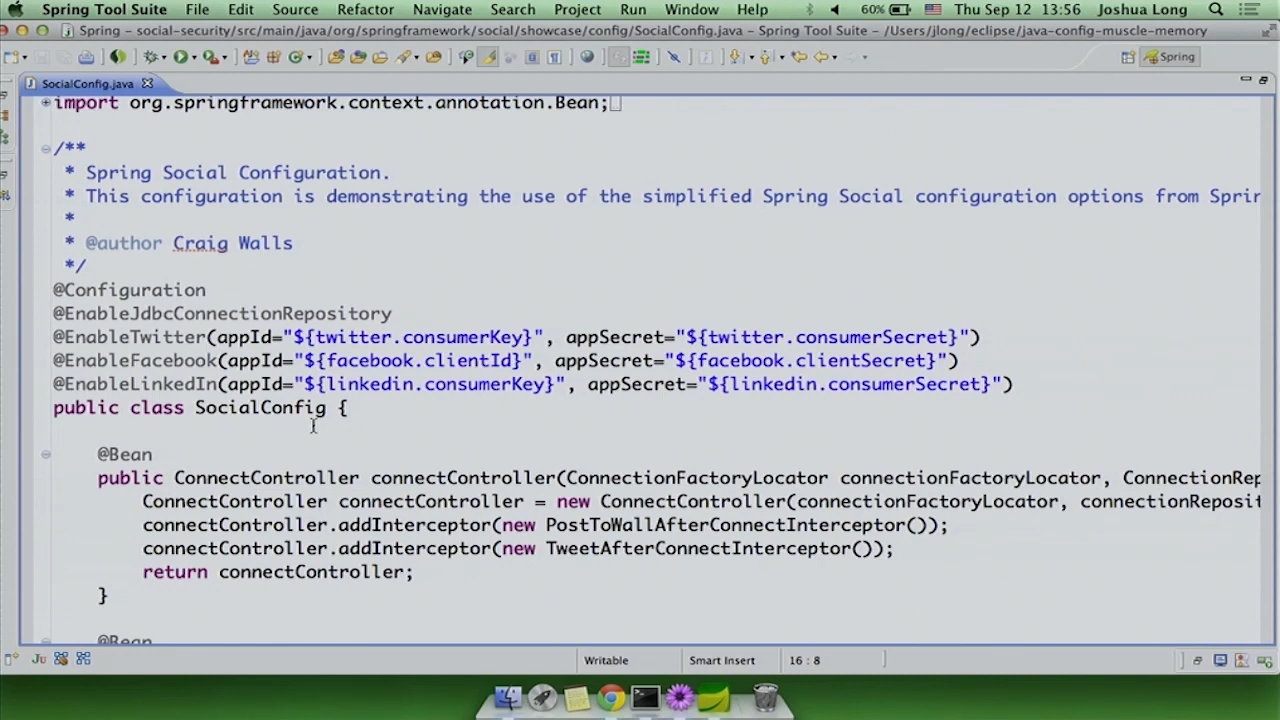 Spring Tool Suite File Edit Source Refactor Navigate Search Project Run Window Help 60% Thu Sep 12 13:56 Joshua Long
Spring – social-security/src/main/java/org/springframework/social/showcase/config/SocialConfig.java – Spring Tool Suite – /Users/jlong/eclipse/java-config-muscle-memory
Spring
SocialConfig.java
import org.springframework.context.annotation.Bean;
/**
* Spring Social Configuration.
* This configuration is demonstrating the use of the simplified Spring Social configuration options from Sprin
*
* @author Craig Walls
*/
@Configuration
@EnableJdbcConnectionRepository
@EnableTwitter(appId="${twitter.consumerKey}", appSecret="${twitter.consumerSecret}")
@EnableFacebook(appId="${facebook.clientId}", appSecret="${facebook.clientSecret}")
@EnableLinkedIn(appId="${linkedin.consumerKey}", appSecret="${linkedin.consumerSecret}")
public class SocialConfig {
@Bean
public ConnectController connectController(ConnectionFactoryLocator connectionFactoryLocator, ConnectionRep
ConnectController connectController = new ConnectController(connectionFactoryLocator, connectionReposit
connectController.addInterceptor(new PostToWallAfterConnectInterceptor());
connectController.addInterceptor(new TweetAfterConnectInterceptor());
return connectController;
}
@Bean
Ju Writable Smart Insert 16 : 8